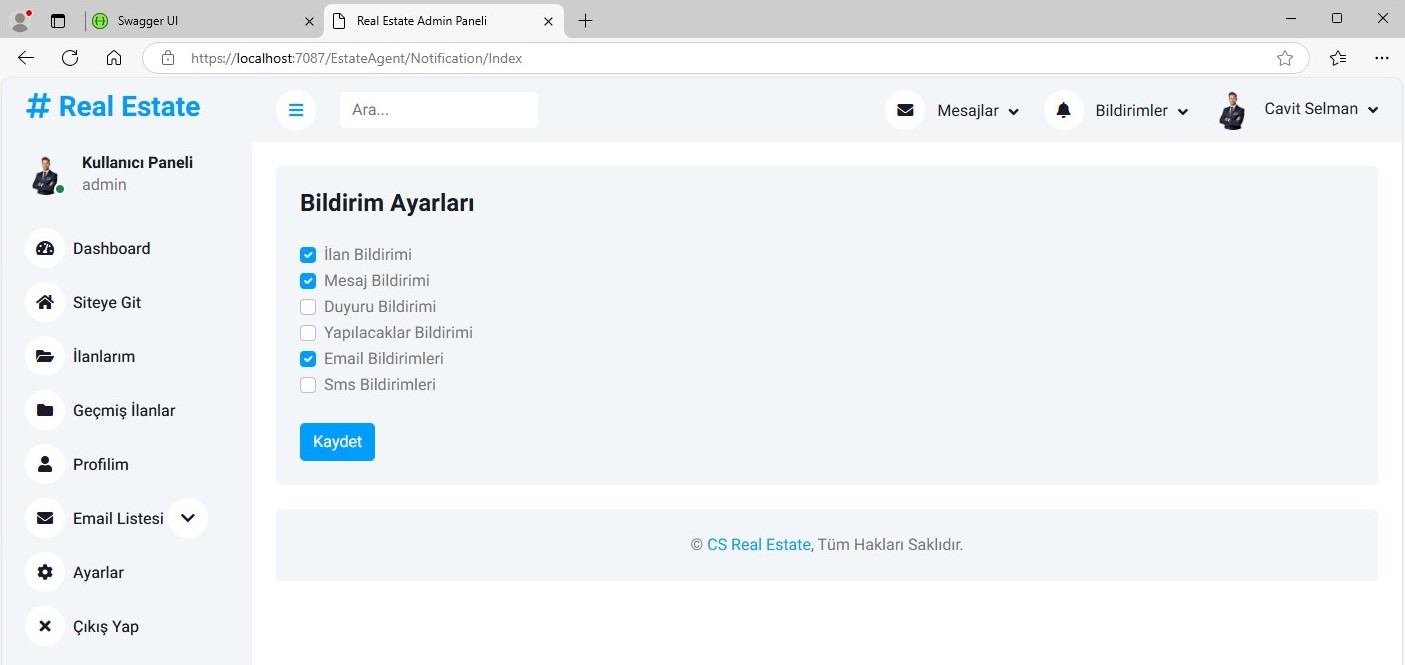 Swagger UI
Real Estate Admin Paneli
https://localhost:7087/EstateAgent/Notification/Index
# Real Estate
Ara...
Mesajlar
Bildirimler
Cavit Selman
Kullanıcı Paneli
admin
Dashboard
Siteye Git
İlanlarım
Geçmiş İlanlar
Profilim
Email Listesi
Ayarlar
Çıkış Yap
Bildirim Ayarları
İlan Bildirimi
Mesaj Bildirimi
Duyuru Bildirimi
Yapılacaklar Bildirimi
Email Bildirimleri
Sms Bildirimleri
Kaydet
© CS Real Estate, Tüm Hakları Saklıdır.